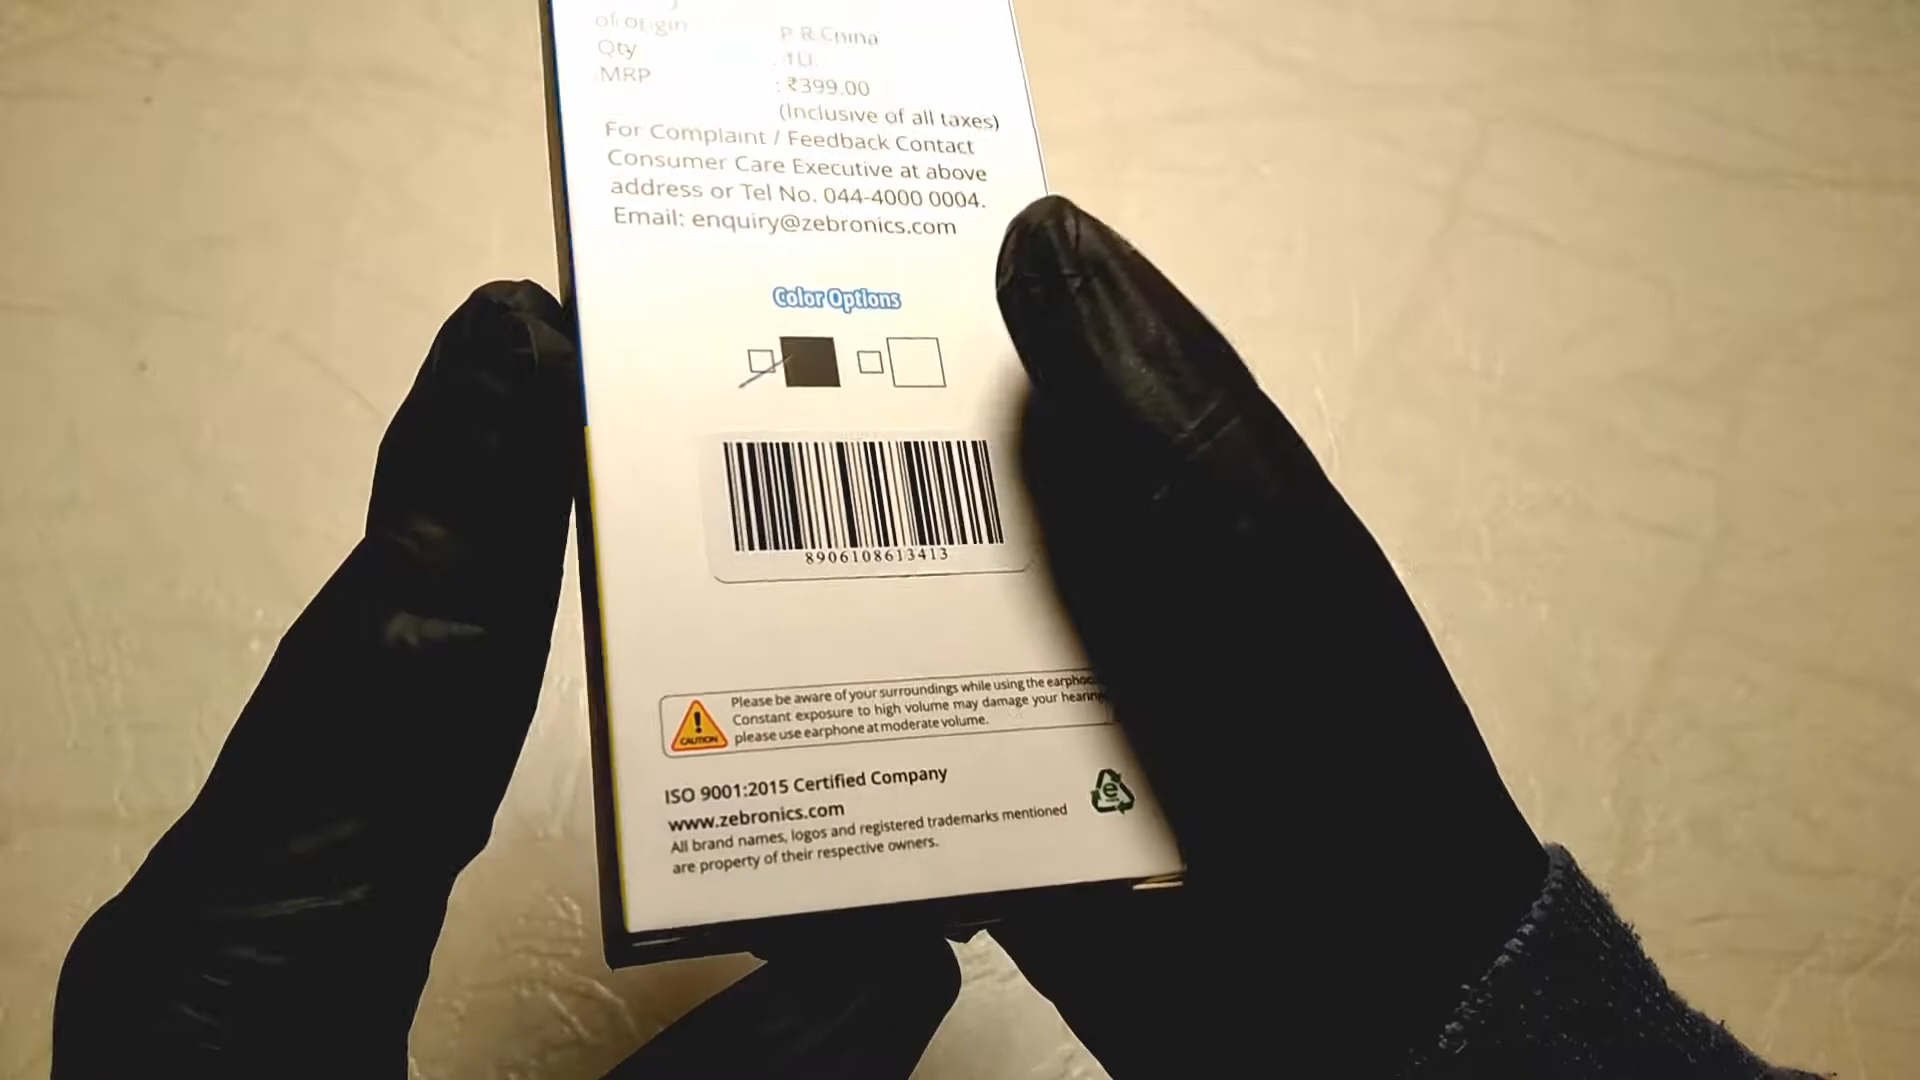 of Origin
P R China
Qty
: 1U
MRP
: ₹399.00
(Inclusive of all taxes)
For Complaint / Feedback Contact
Consumer Care Executive at above
address or Tel No. 044-4000 0004.
Email: enquiry@zebronics.com
Color Options
8906108613413
CAUTION
Please be aware of your surroundings while using the
Constant exposure to high volume may damage your
please use earphone at moderate volume.
ISO 9001:2015 Certified Company
www.zebronics.com
All brand names, logos and registered trademarks mentioned
are property of their respective owners.
e